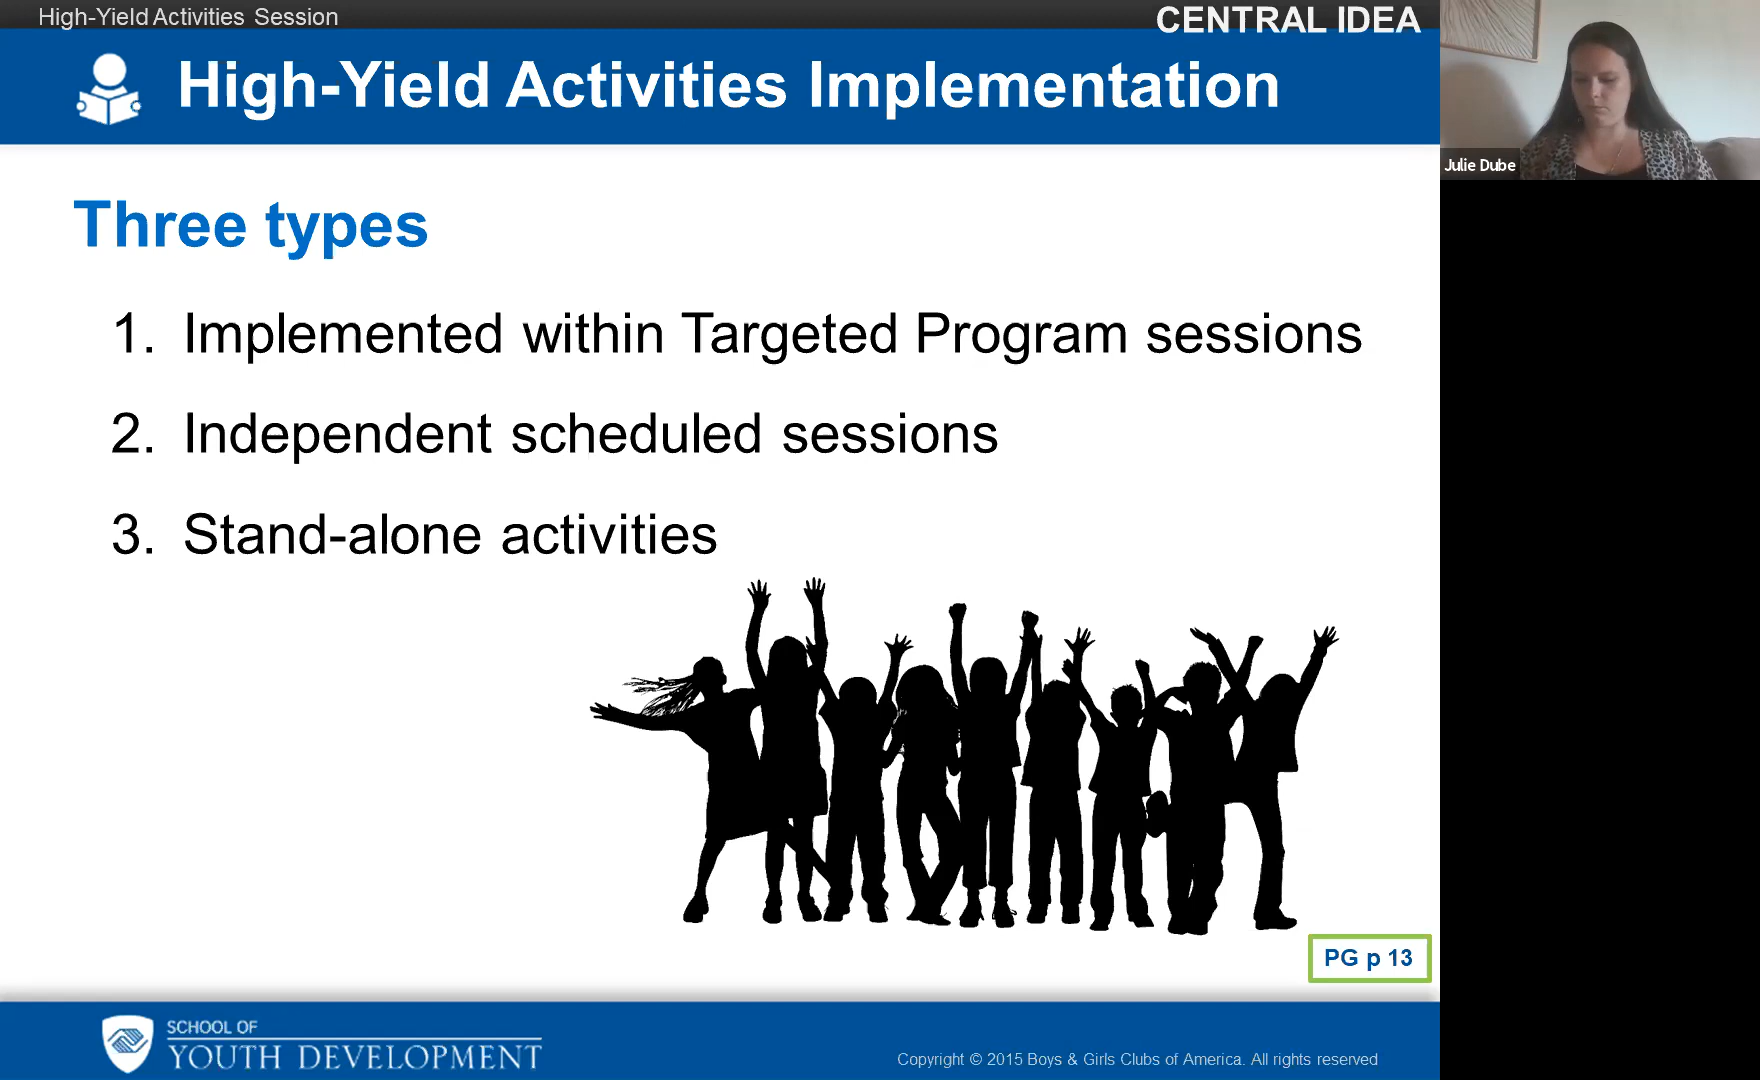 High-Yield Activities Session
CENTRAL IDEA
High-Yield Activities Implementation
Julie Dube
Three types
1. Implemented within Targeted Program sessions
2. Independent scheduled sessions
3. Stand-alone activities
PG p 13
SCHOOL OF
YOUTH DEVELOPMENT
Copyright © 2015 Boys & Girls Clubs of America. All rights reserved